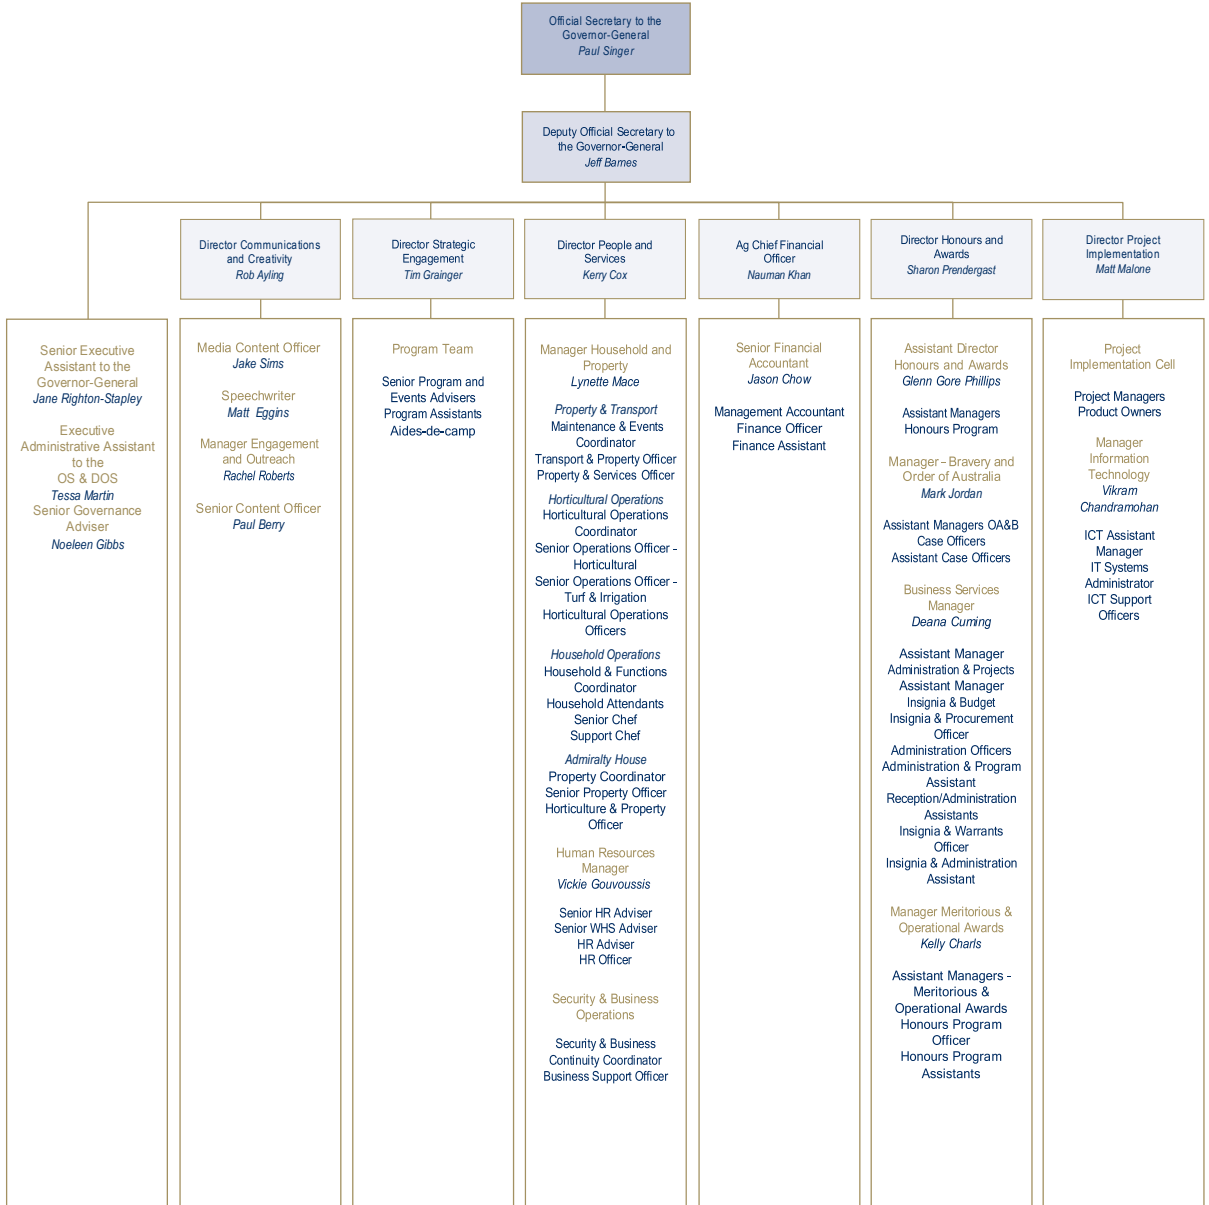 Official Secretary to the
Governor-General
Paul Singer
Deputy Official Secretary to
the Governor-General
Jeff Barnes
Director Communications
and Creativity
Rob Ayling
Director Strategic
Engagement
Tim Grainger
Director People and
Services
Kerry Cox
Ag Chief Financial
Officer
Nauman Khan
Director Honours and
Awards
Sharon Prendergast
Director Project
Implementation
Matt Malone
Senior Executive
Assistant to the
Governor-General
Jane Righton-Stapley
Executive
Administrative Assistant
to the
OS & DOS
Tessa Martin
Senior Governance
Adviser
Noeleen Gibbs
Media Content Officer
Jake Sims
Speechwriter
Matt Eggins
Manager Engagement
and Outreach
Rachel Roberts
Senior Content Officer
Paul Berry
Program Team
Senior Program and
Events Advisers
Program Assistants
Aides-de-camp
Manager Household and
Property
Lynette Mace
Property & Transport
Maintenance & Events
Coordinator
Transport & Property Officer
Property & Services Officer
Horticultural Operations
Horticultural Operations
Coordinator
Senior Operations Officer -
Horticultural
Senior Operations Officer -
Turf & Irrigation
Horticultural Operations
Officers
Household Operations
Household & Functions
Coordinator
Household Attendants
Senior Chef
Support Chef
Admiralty House
Property Coordinator
Senior Property Officer
Horticulture & Property
Officer
Human Resources
Manager
Vickie Gouvoussis
Senior HR Adviser
Senior WHS Adviser
HR Adviser
HR Officer
Security & Business
Operations
Security & Business
Continuity Coordinator
Business Support Officer
Senior Financial
Accountant
Jason Chow
Management Accountant
Finance Officer
Finance Assistant
Assistant Director
Honours and Awards
Glenn Gore Phillips
Assistant Managers
Honours Program
Manager – Bravery and
Order of Australia
Mark Jordan
Assistant Managers OA&B
Case Officers
Assistant Case Officers
Business Services
Manager
Deana Cuming
Assistant Manager
Administration & Projects
Assistant Manager
Insignia & Budget
Insignia & Procurement
Officer
Administration Officers
Administration & Program
Assistant
Reception/Administration
Assistants
Insignia & Warrants
Officer
Insignia & Administration
Assistant
Manager Meritorious &
Operational Awards
Kelly Charls
Assistant Managers -
Meritorious &
Operational Awards
Honours Program
Officer
Honours Program
Assistants
Project
Implementation Cell
Project Managers
Product Owners
Manager
Information
Technology
Vikram
Chandramohan
ICT Assistant
Manager
IT Systems
Administrator
ICT Support
Officers